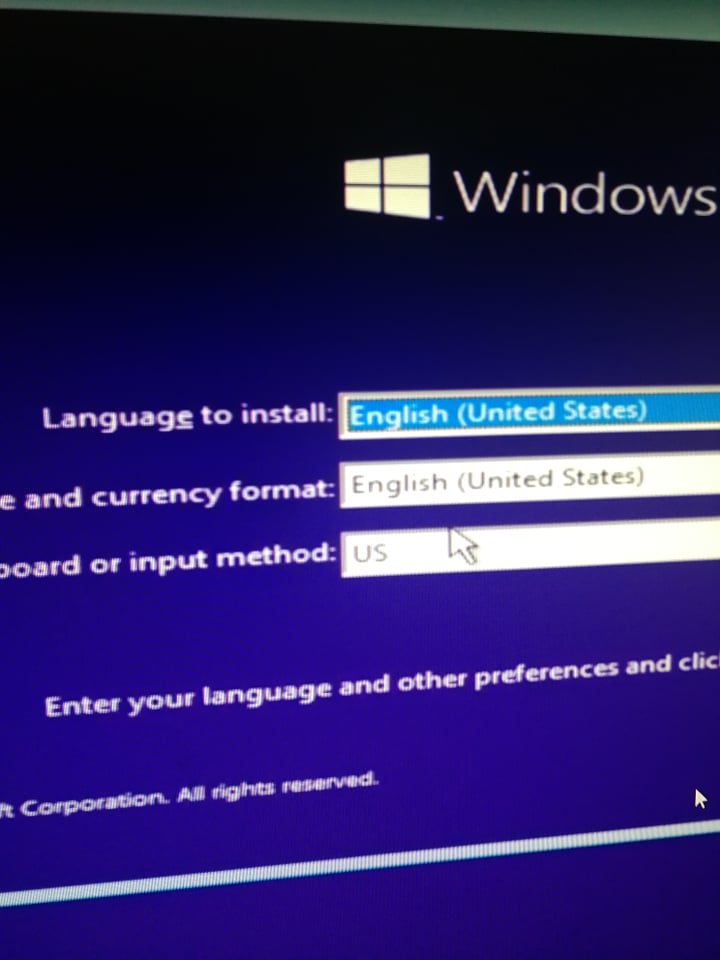 Windows
Language to install: English (United States)
e and currency format: English (United States)
board or input method: US
Enter your language and other preferences and clic
ft Corporation. All rights reserved.